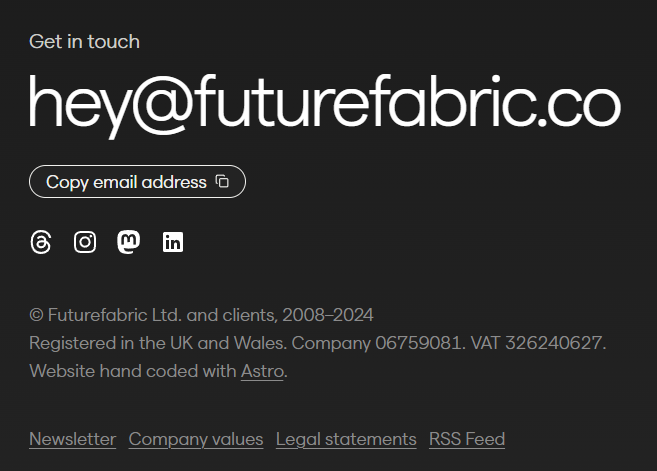 Get in touch
hey@futurefabric.co
Copy email address
© Futurefabric Ltd. and clients, 2008–2024
Registered in the UK and Wales. Company 06759081. VAT 326240627.
Website hand coded with Astro.
Newsletter Company values Legal statements RSS Feed